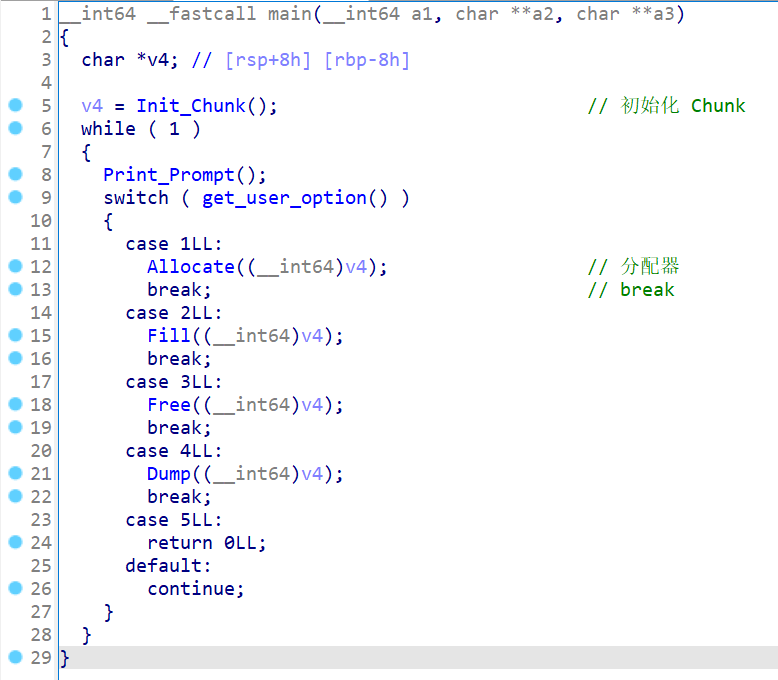 1 __int64 __fastcall main(__int64 a1, char **a2, char **a3)
2 {
3   char *v4; // [rsp+8h] [rbp-8h]
4
5   v4 = Init_Chunk();                            // 初始化 Chunk
6   while ( 1 )
7   {
8     Print_Prompt();
9     switch ( get_user_option() )
10     {
11       case 1LL:
12         Allocate((__int64)v4);                  // 分配器
13         break;                                  // break
14       case 2LL:
15         Fill((__int64)v4);
16         break;
17       case 3LL:
18         Free((__int64)v4);
19         break;
20       case 4LL:
21         Dump((__int64)v4);
22         break;
23       case 5LL:
24         return 0LL;
25       default:
26         continue;
27     }
28   }
29 }